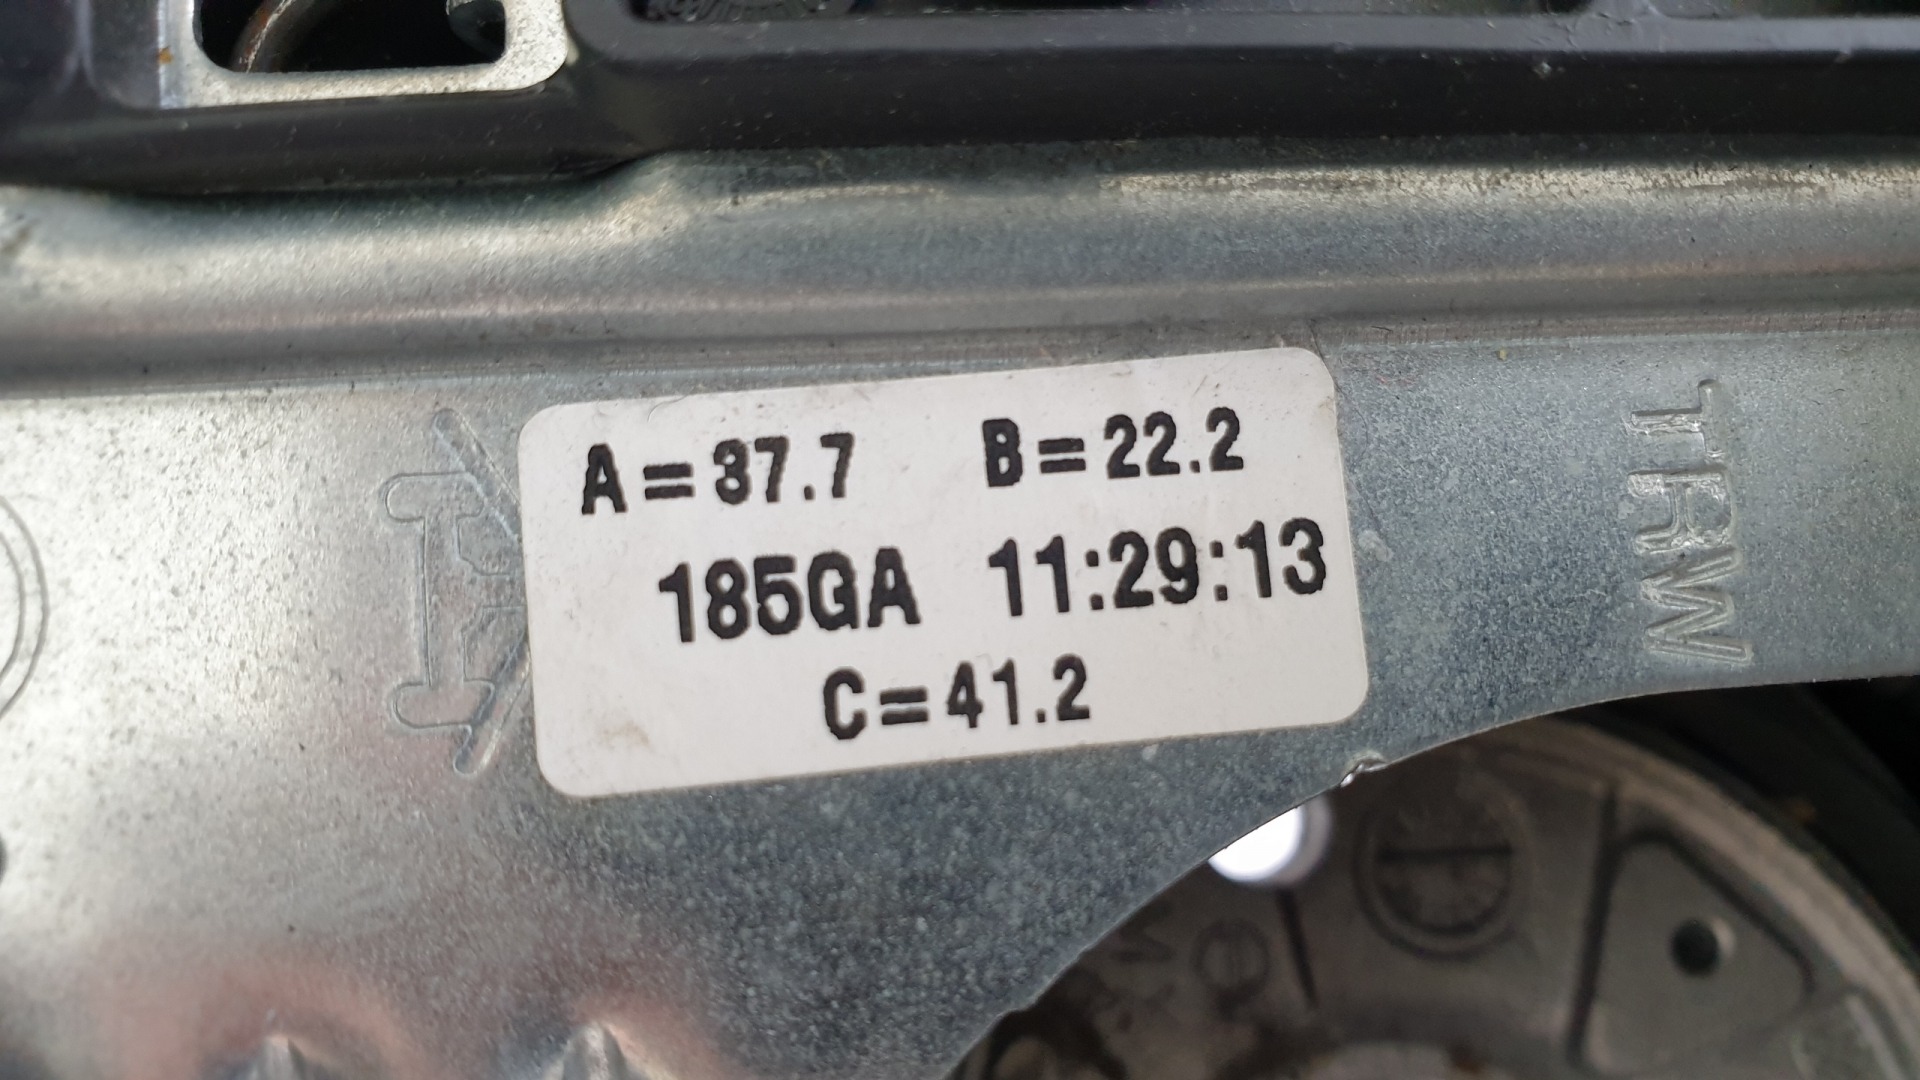 A=37.7 B=22.2
185GA 11:29:13
C=41.2
TRW